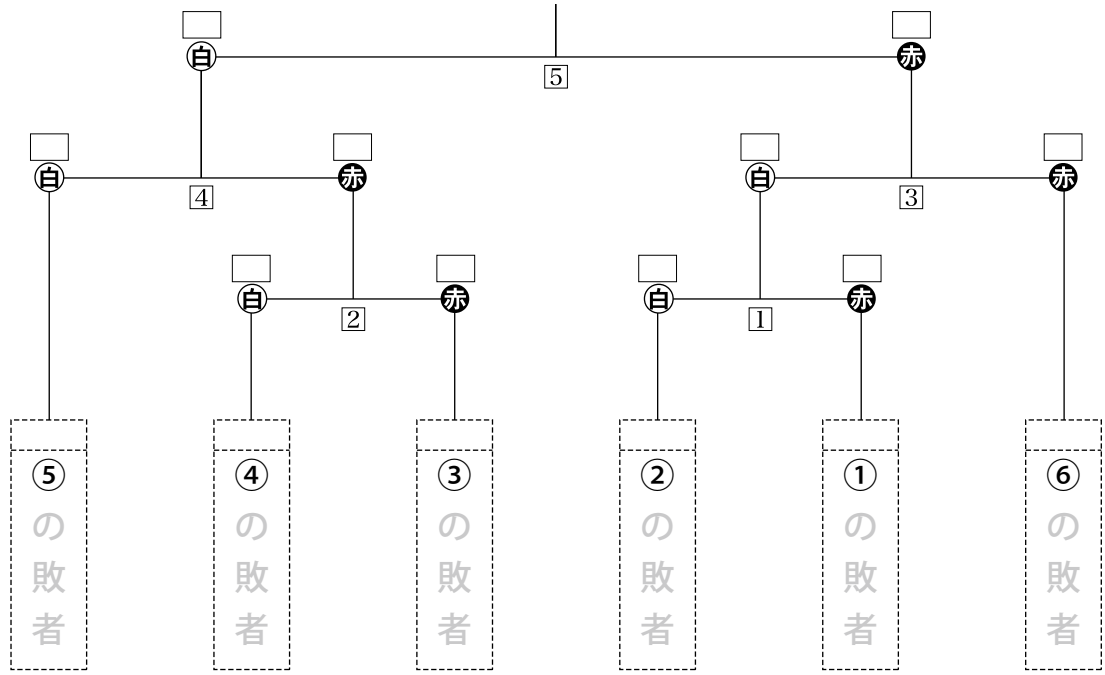 白 赤
5
白 赤 白 赤
4 3
白 赤 白 赤
2 1
⑤の敗者
④の敗者
③の敗者
②の敗者
①の敗者
⑥の敗者